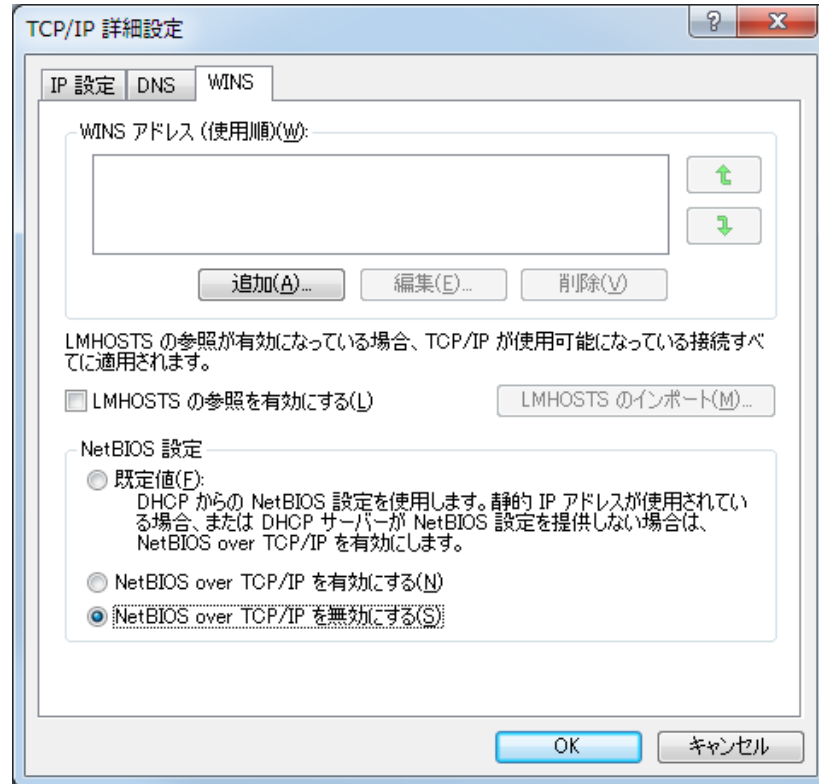 TCP/IP 詳細設定
IP 設定 DNS WINS
WINS アドレス (使用順)(W):
追加(A)... 編集(E)... 削除(V)
LMHOSTS の参照が有効になっている場合、TCP/IP が使用可能になっている接続すべ
てに適用されます。
LMHOSTS の参照を有効にする(L) LMHOSTS のインポート(M)...
NetBIOS 設定
既定値(F):
DHCP からの NetBIOS 設定を使用します。静的 IP アドレスが使用されてい
る場合、または DHCP サーバーが NetBIOS 設定を提供しない場合は、
NetBIOS over TCP/IP を有効にします。
NetBIOS over TCP/IP を有効にする(N)
NetBIOS over TCP/IP を無効にする(S)
OK キャンセル